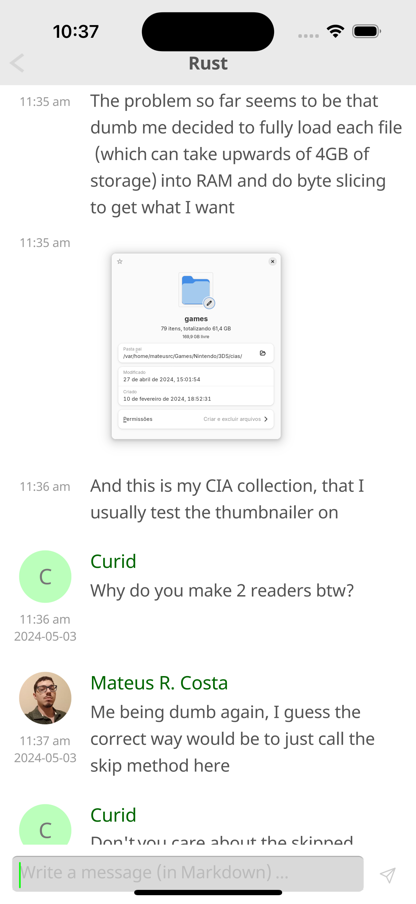 10:37
Rust
11:35 am
The problem so far seems to be that
dumb me decided to fully load each file
(which can take upwards of 4GB of
storage) into RAM and do byte slicing
to get what I want
11:35 am
games
79 itens, totalizando 61,4 GB
169,9 GB livre
Pasta pai
/var/home/mateusrc/Games/Nintendo/3DS/cias/
Modificado
27 de abril de 2024, 15:01:54
Criado
10 de fevereiro de 2024, 18:52:31
Permissões
Criar e excluir arquivos
11:36 am
And this is my CIA collection, that I
usually test the thumbnailer on
C
Curid
Why do you make 2 readers btw?
11:36 am
2024-05-03
Mateus R. Costa
Me being dumb again, I guess the
correct way would be to just call the
skip method here
11:37 am
2024-05-03
C
Curid
Don't you care about the skipped
Write a message (in Markdown) ...